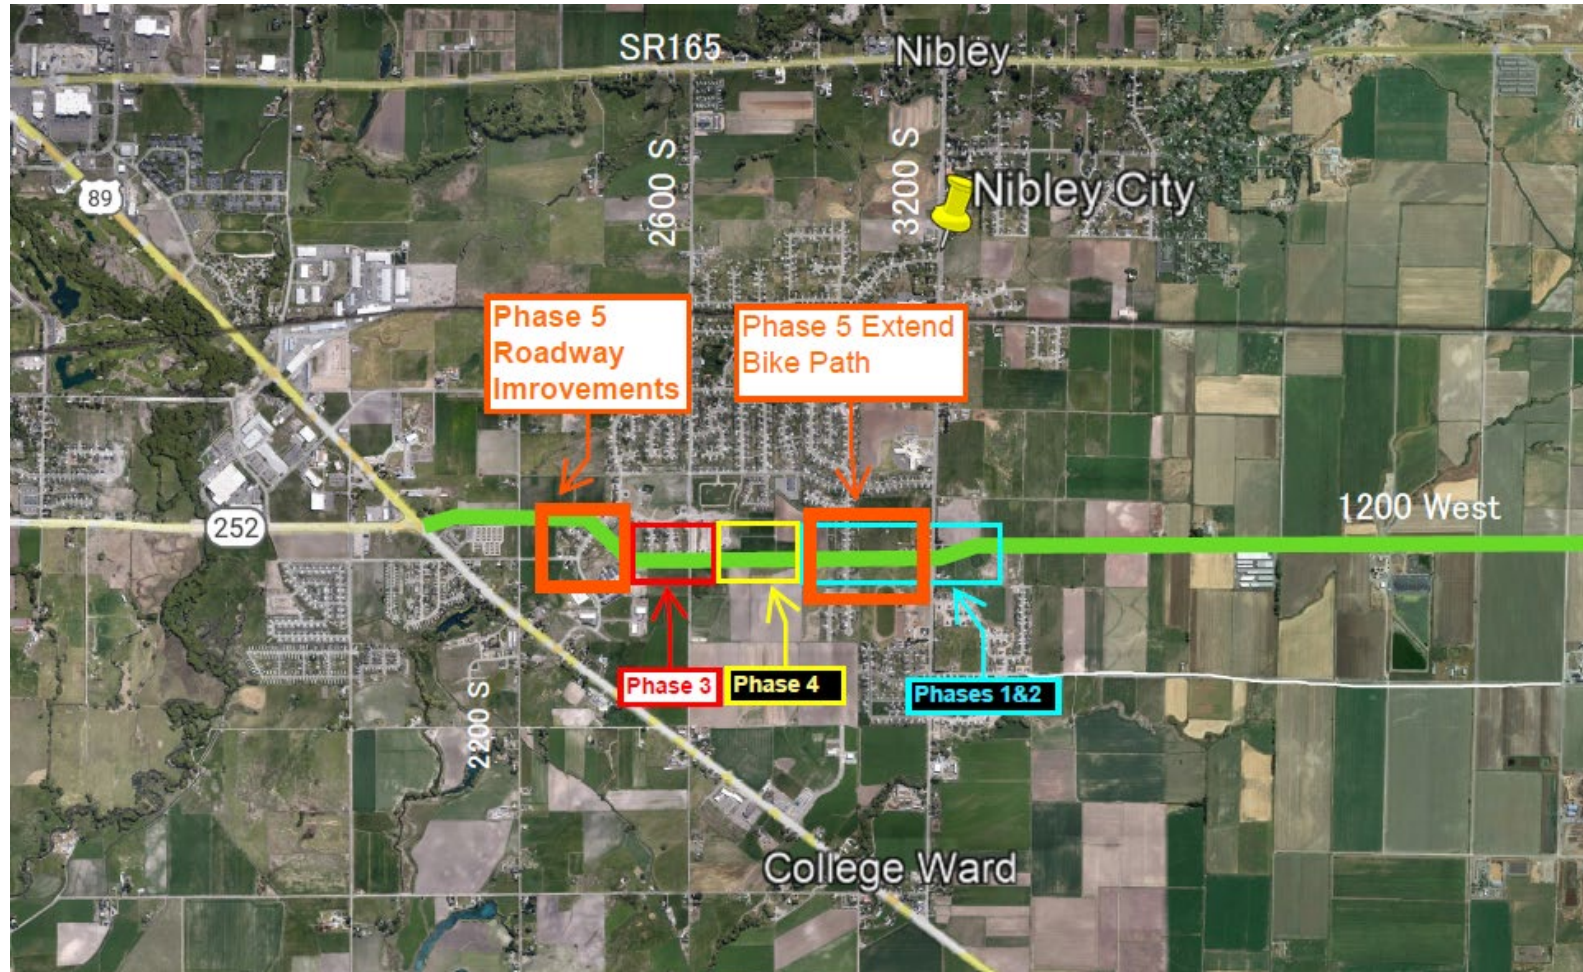 SR165
Nibley
2600 S
3200 S
89
Nibley City
Phase 5
Roadway
Imrovements
Phase 5 Extend
Bike Path
252
1200 West
Phase 3
Phase 4
Phases 1&2
2200 S
College Ward